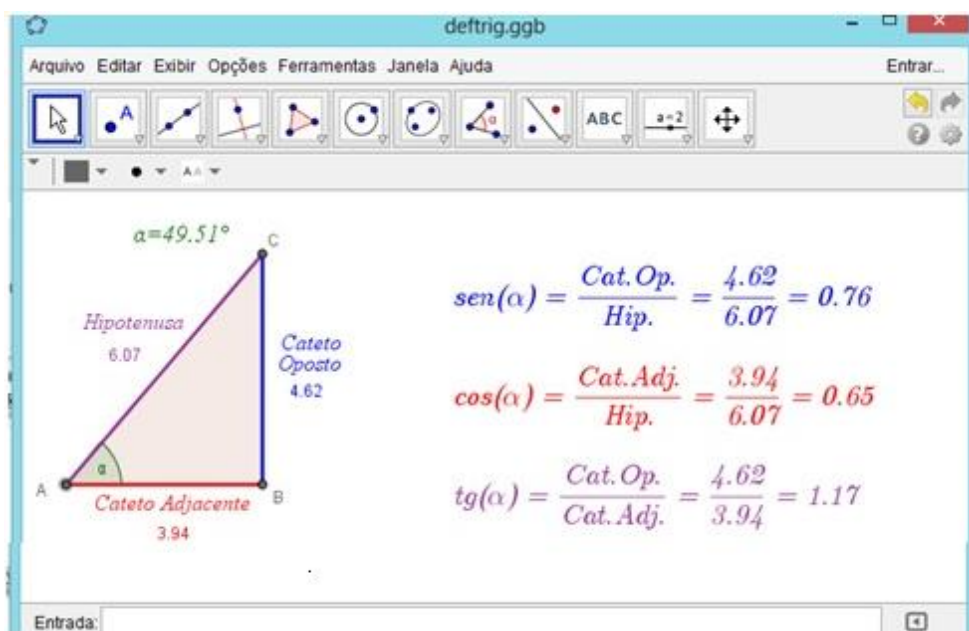 deftrig.ggb
Arquivo Editar Exibir Opções Ferramentas Janela Ajuda Entrar...
A α ABC a=2
AA
α=49.51°
C
Hipotenusa
6.07
Cateto
Oposto
4.62
α
A
B
Cateto Adjacente
3.94
sen(α) = Cat.Op. / Hip. = 4.62 / 6.07 = 0.76
cos(α) = Cat.Adj. / Hip. = 3.94 / 6.07 = 0.65
tg(α) = Cat.Op. / Cat.Adj. = 4.62 / 3.94 = 1.17
Entrada: